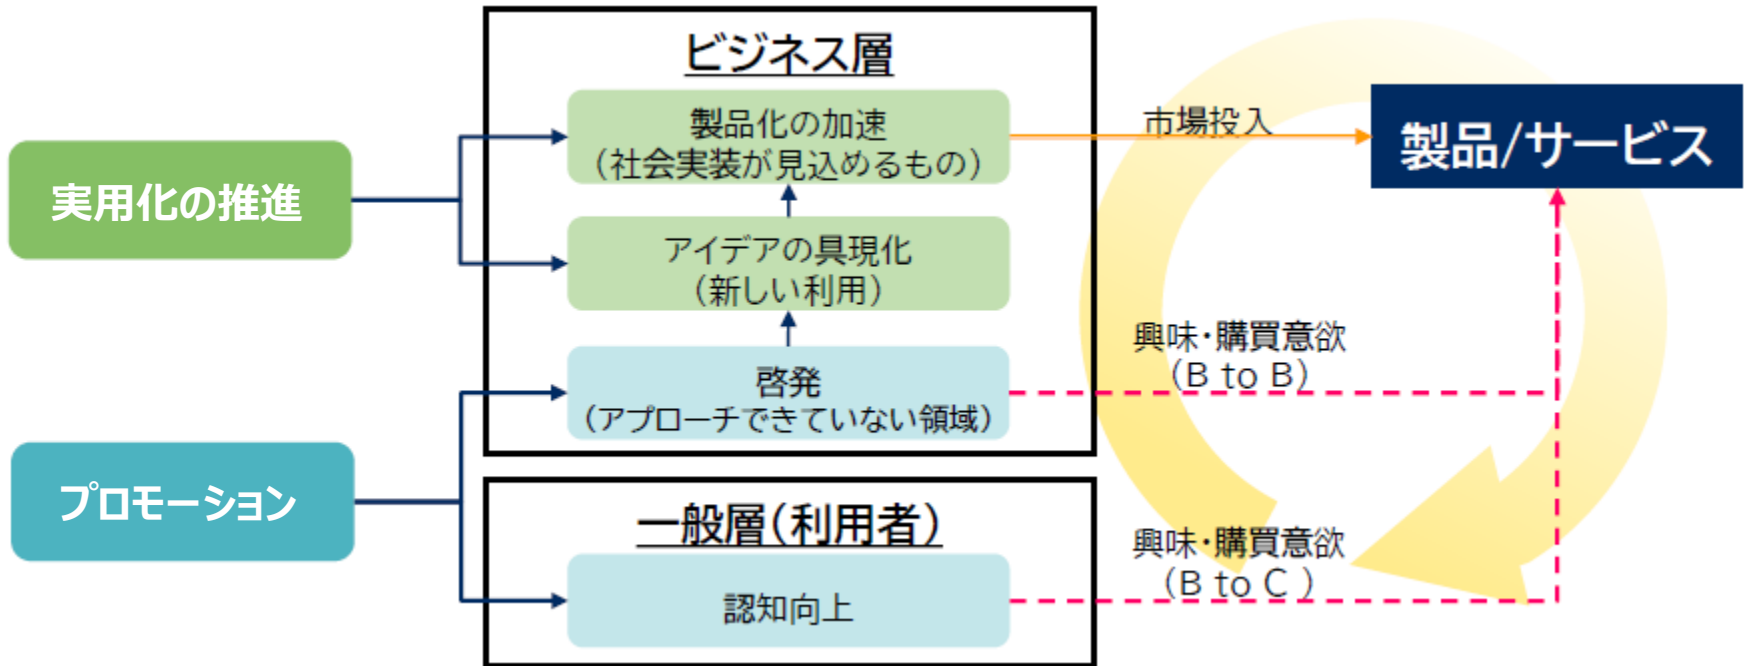 ビジネス層
製品化の加速
（社会実装が見込めるもの）
市場投入
製品/サービス
実用化の推進
アイデアの具現化
（新しい利用）
興味・購買意欲
（B to B）
啓発
（アプローチできていない領域）
プロモーション
一般層（利用者）
興味・購買意欲
（B to C ）
認知向上